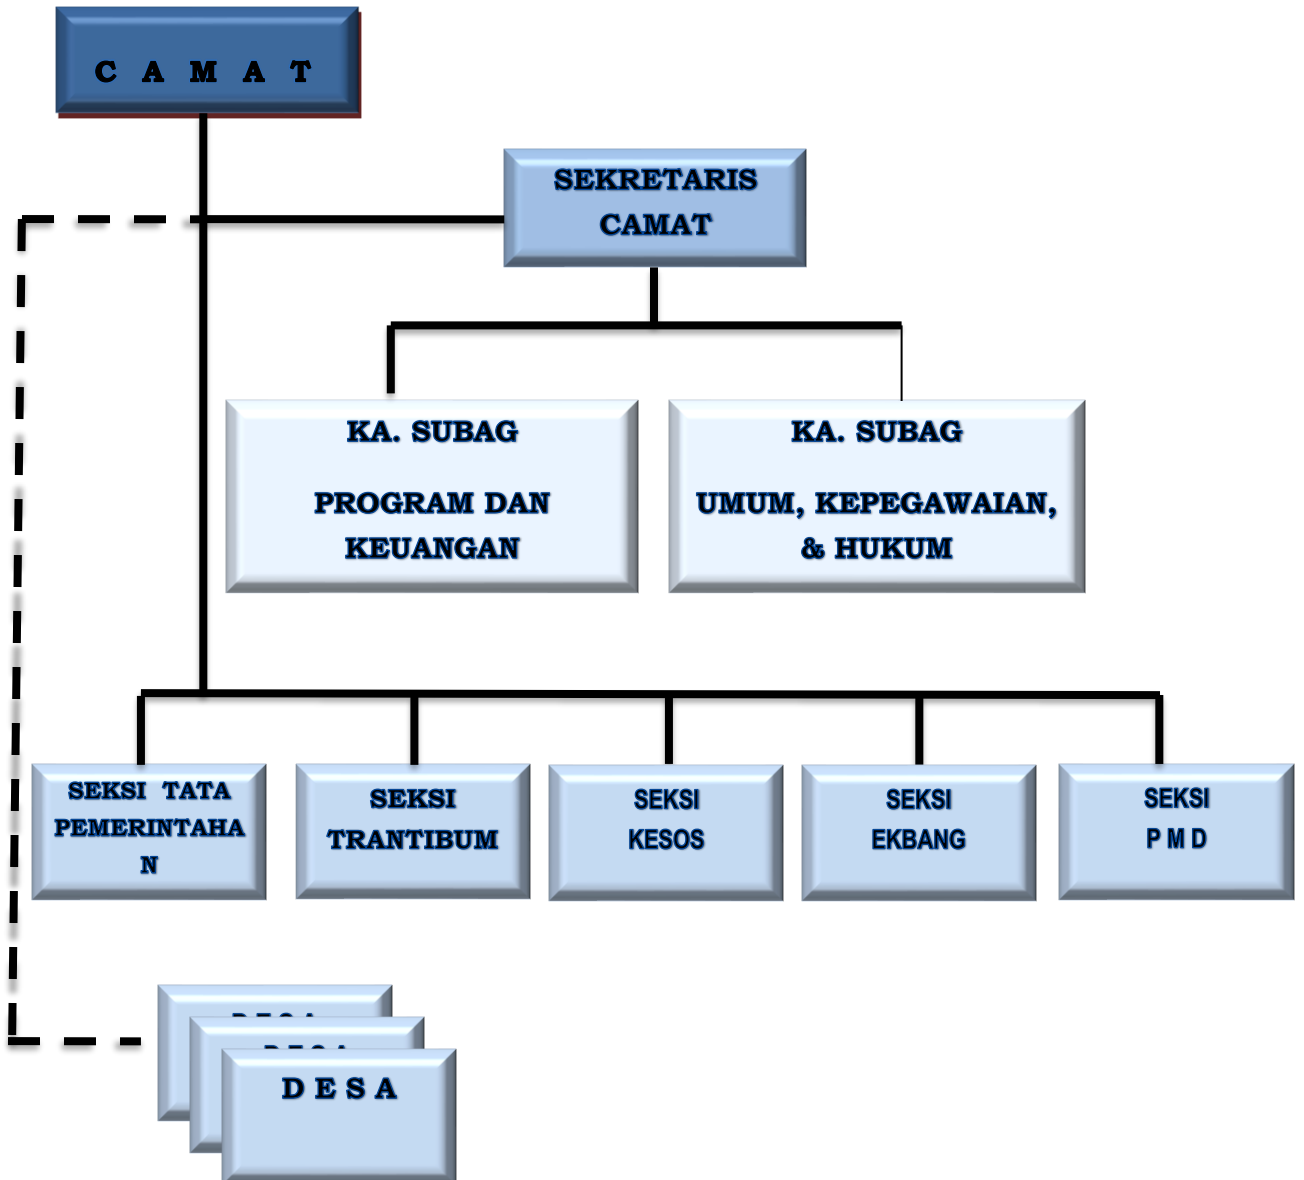 C A M A T
SEKRETARIS
CAMAT
KA. SUBAG
PROGRAM DAN
KEUANGAN
KA. SUBAG
UMUM, KEPEGAWAIAN,
& HUKUM
SEKSI TATA
PEMERINTAHA
N
SEKSI
TRANTIBUM
SEKSI
KESOS
SEKSI
EKBANG
SEKSI
P M D
D E S A
D E S A
D E S A